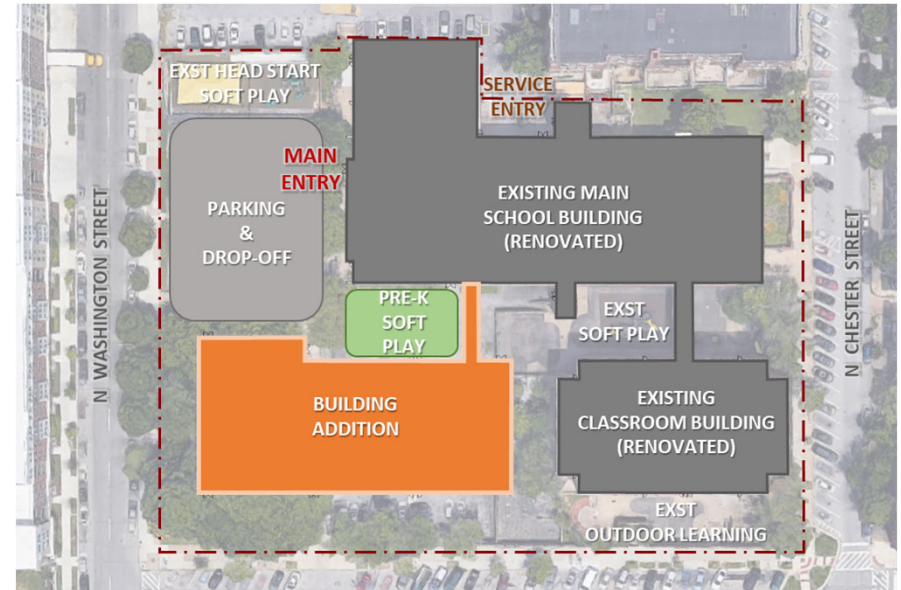 EXST HEAD START
SOFT PLAY
SERVICE
ENTRY
MAIN
ENTRY
PARKING
&
DROP-OFF
EXISTING MAIN
SCHOOL BUILDING
(RENOVATED)
N WASHINGTON STREET
N CHESTER STREET
PRE-K
SOFT
PLAY
EXST
SOFT PLAY
BUILDING
ADDITION
EXISTING
CLASSROOM BUILDING
(RENOVATED)
EXST
OUTDOOR LEARNING